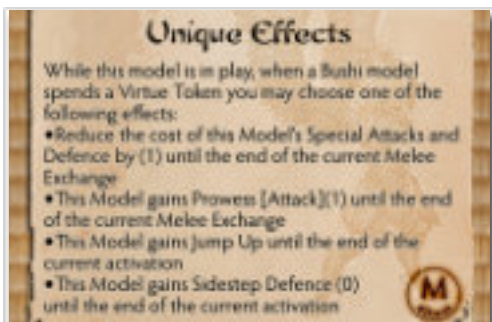 Unique Effects
While this model is in play, when a Bushi model
spends a Virtue Token you may choose one of the
following effects:
•Reduce the cost of this Model's Special Attacks and
Defence by (1) until the end of the current Melee
Exchange
•This Model gains Prowess [Attack](1) until the end
of the current Melee Exchange
•This Model gains Jump Up until the end of the
current activation
•This Model gains Sidestep Defence (0)
until the end of the current activation
M